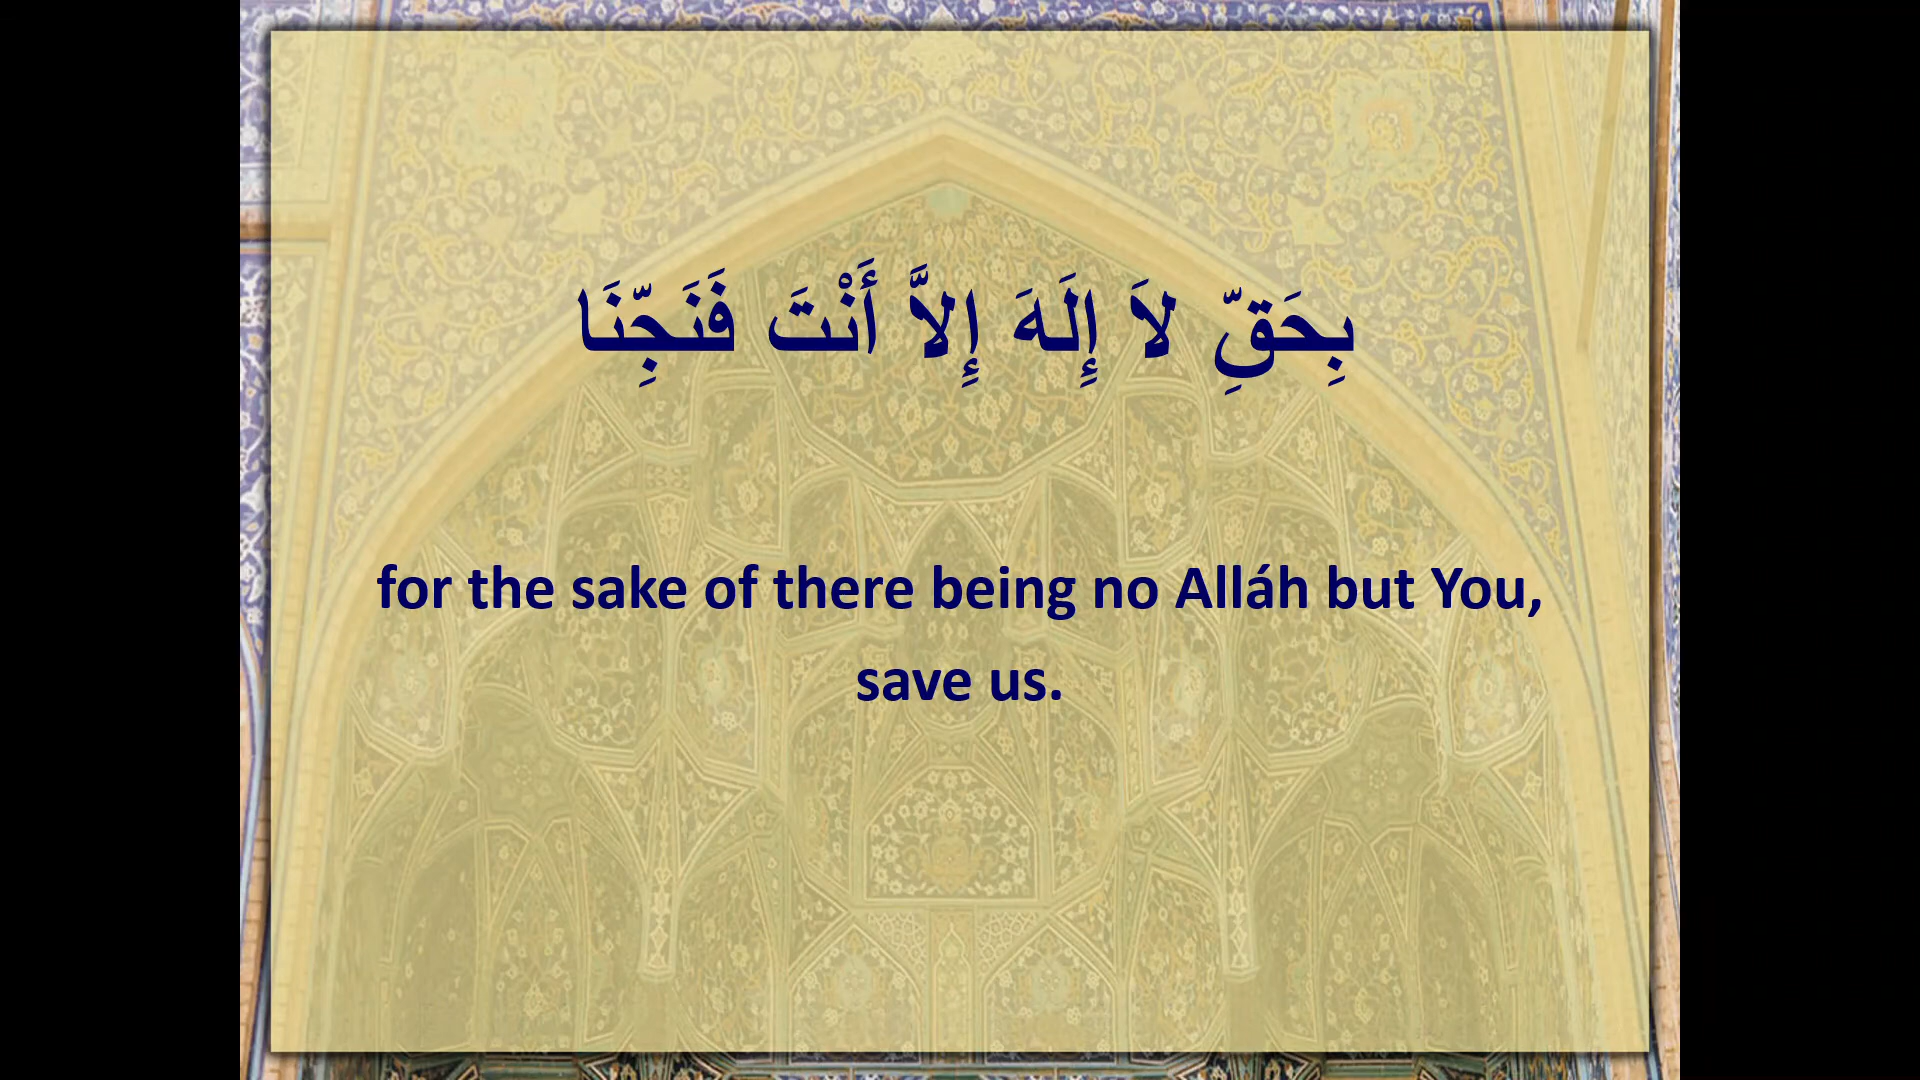 بِحَقِّ لاَ إِلَهَ إِلاَّ أَنْتَ فَنَجِّنَا
for the sake of there being no Alláh but You,
save us.